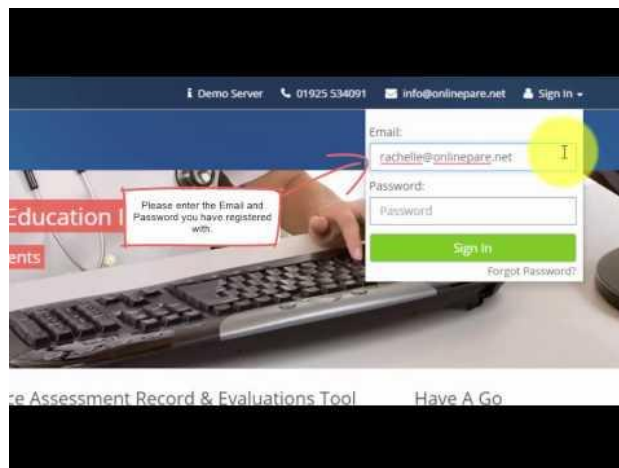 Demo Server 01925 534091 info@onlinepare.net Sign In
Email:
rachelle@onlinepare.net
Password:
Password
Sign In
Forgot Password?
Please enter the Email and
Password you have registered
with.
Education
ents
ce Assessment Record & Evaluations Tool
Have A Go